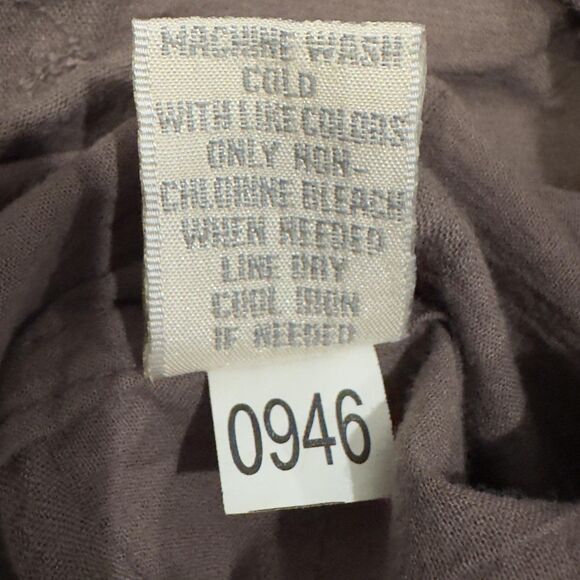 MACHINE WASH
COLD
WITH LIKE COLORS
ONLY NON-
CHLORINE BLEACH
WHEN NEEDED
LINE DRY
COOL IRON
IF NEEDED
0946